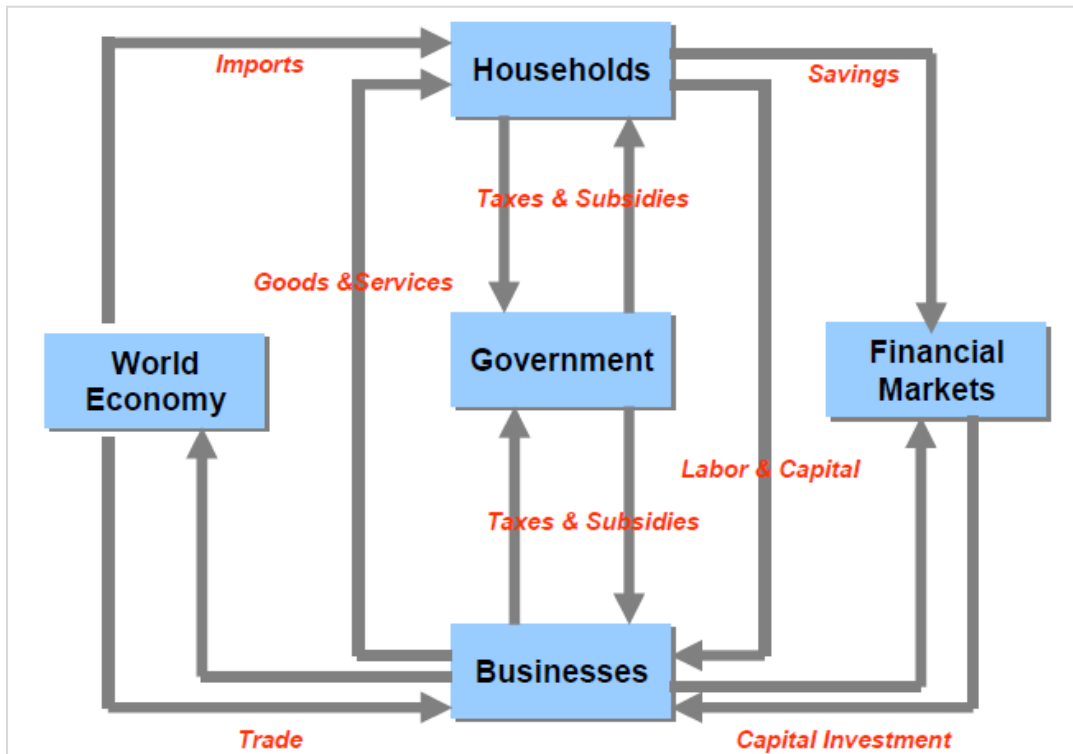 Imports
Households
Savings
Taxes & Subsidies
Goods &Services
World
Economy
Government
Financial
Markets
Labor & Capital
Taxes & Subsidies
Businesses
Trade
Capital Investment